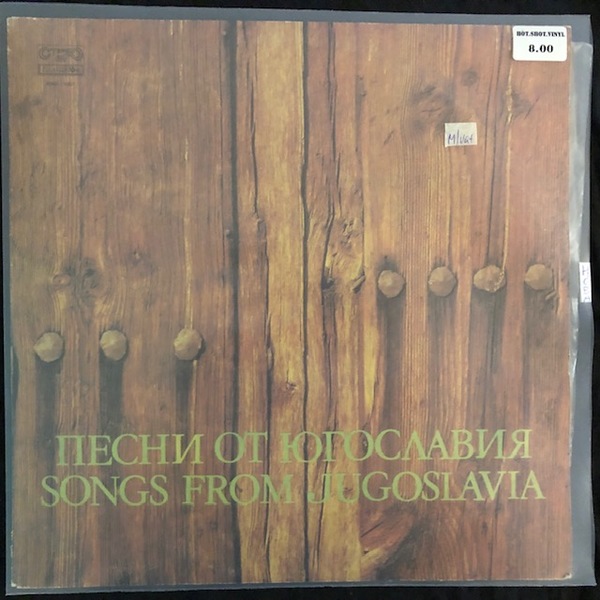 HOT.SHOT.VINYL
8.00
ПЕСНИ ОТ ЮГОСЛАВИЯ
SONGS FROM JUGOSLAVIA